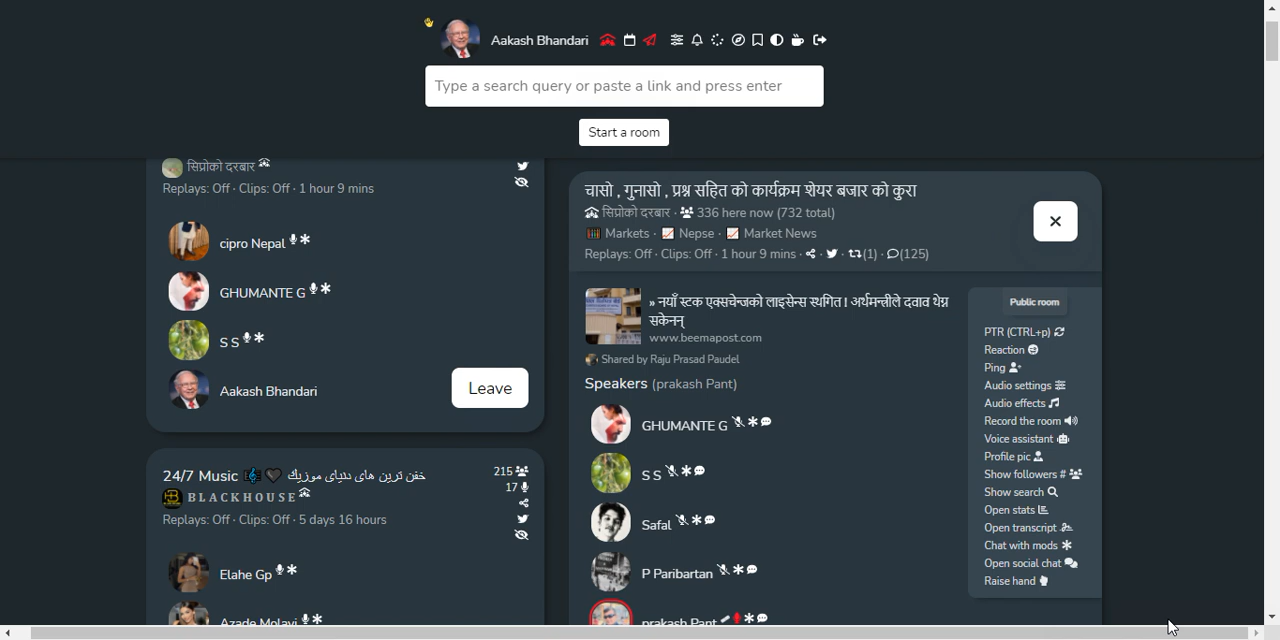 Aakash Bhandari
Type a search query or paste a link and press enter
Start a room
सिप्रोको दरबार
Replays: Off · Clips: Off · 1 hour 9 mins
cipro Nepal
GHUMANTE G
S S
Aakash Bhandari
Leave
24/7 Music خفن ترین های دنیای موزیک
215
B L A C K H O U S E
17
Replays: Off · Clips: Off · 5 days 16 hours
Elahe Gp
Azade Molavi
चासो , गुनासो , प्रश्न सहित को कार्यक्रम शेयर बजार को कुरा
सिप्रोको दरबार · 336 here now (732 total)
Markets · Nepse · Market News
Replays: Off · Clips: Off · 1 hour 9 mins · (1) · (125)
» नयाँ स्टक एक्सचेन्जको लाइसेन्स स्थगित । अर्थमन्त्रीले दवाव थेग्न
सकेनन्
www.beemapost.com
Shared by Raju Prasad Paudel
Speakers (prakash Pant)
GHUMANTE G
S S
Safal
P Paribartan
prakash Pant
Public room
PTR (CTRL+p)
Reaction
Ping
Audio settings
Audio effects
Record the room
Voice assistant
Profile pic
Show followers #
Show search
Open stats
Open transcript
Chat with mods
Open social chat
Raise hand